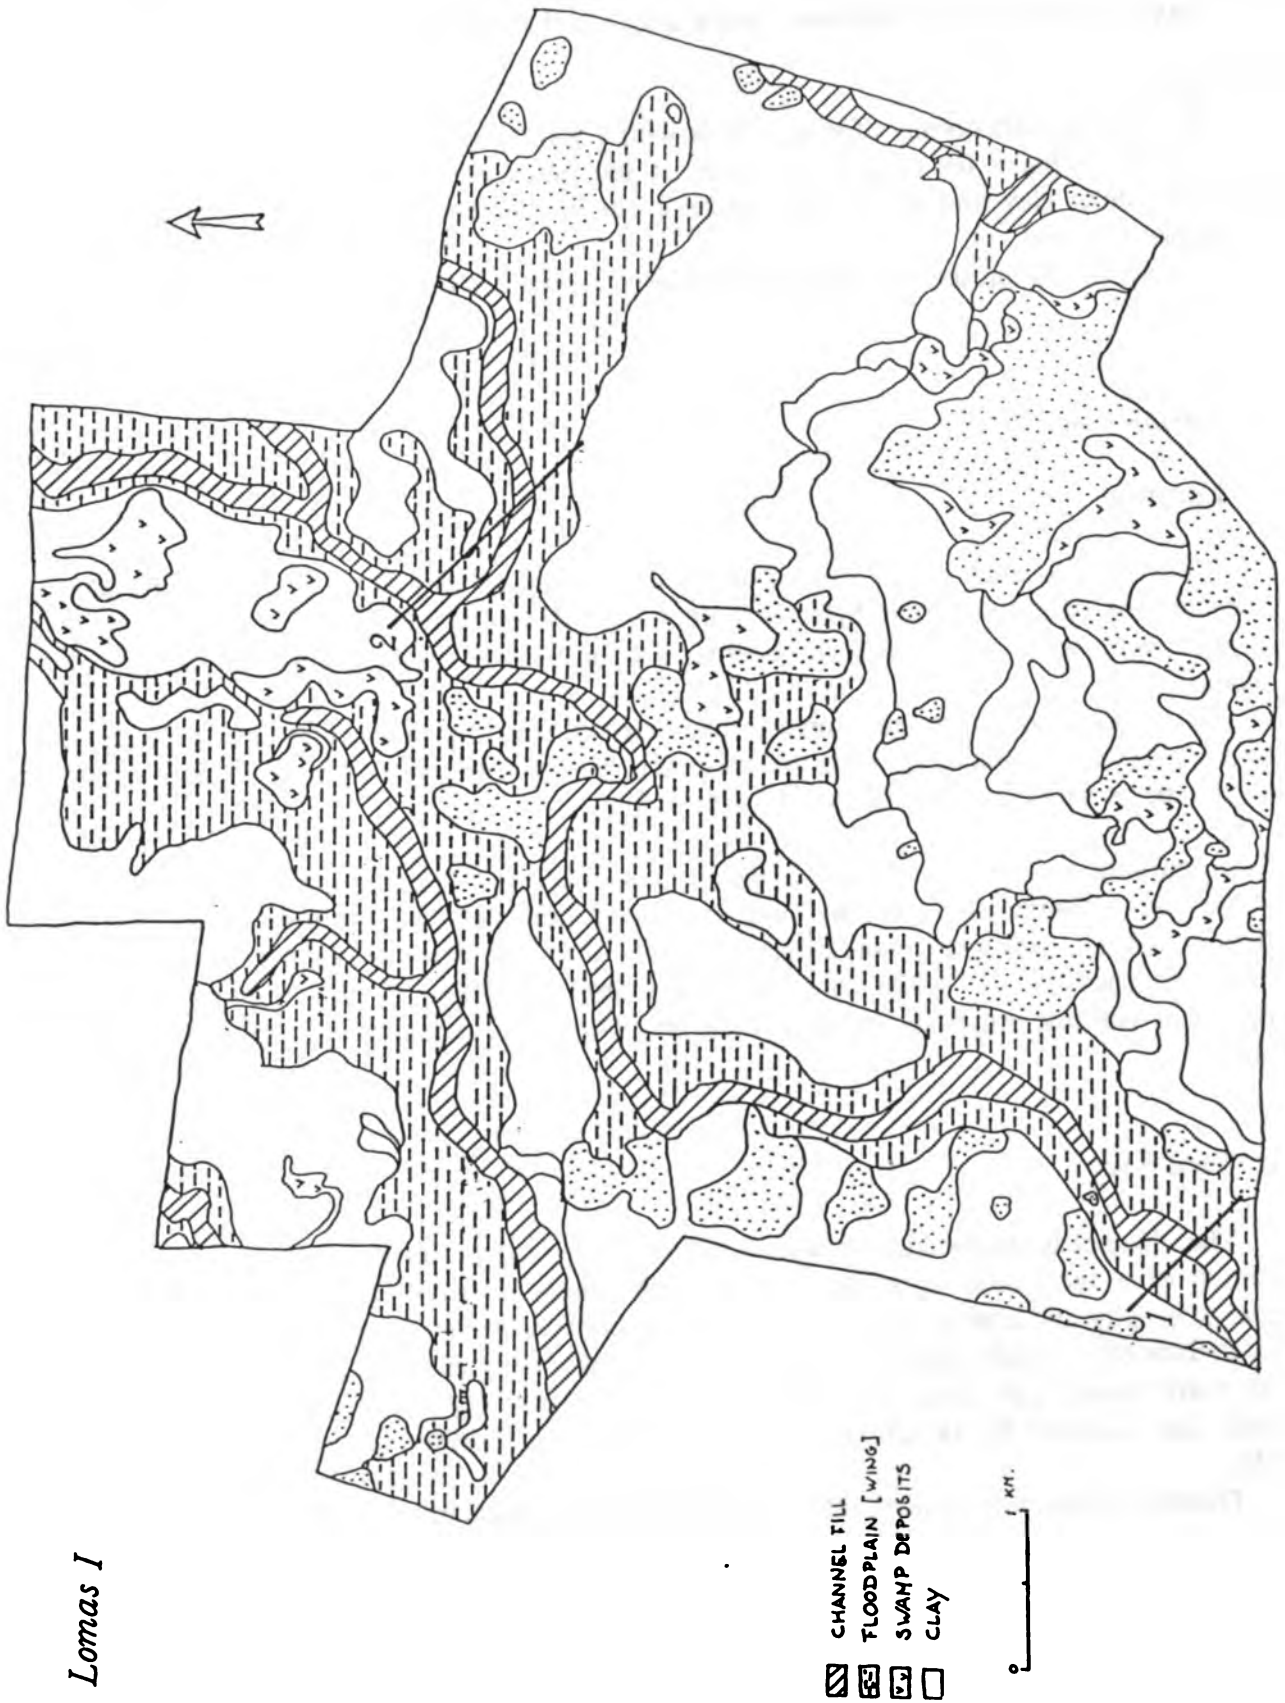 Lomas I
2
1
CHANNEL FILL
FLOODPLAIN [WING]
SWAMP DEPOSITS
CLAY
0 1 KM.